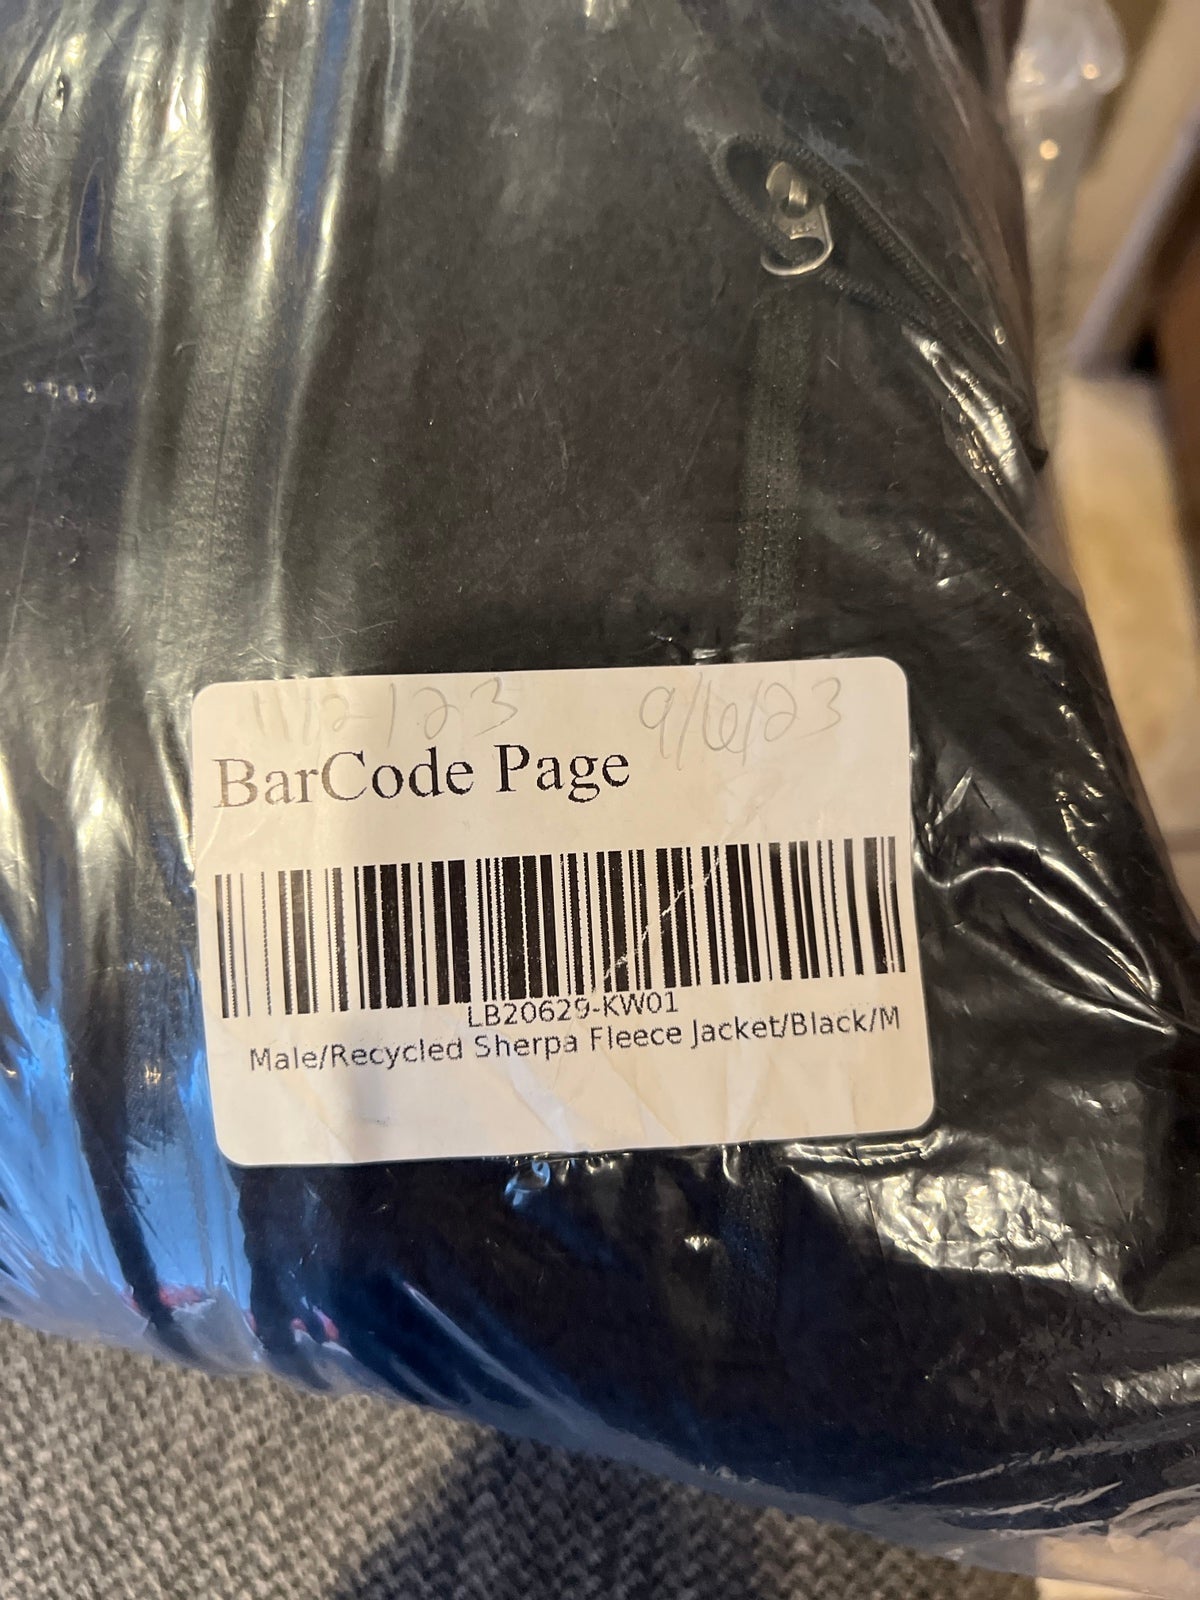 11/2/23 9/6/23
BarCode Page
LB20629-KW01
Male/Recycled Sherpa Fleece Jacket/Black/M